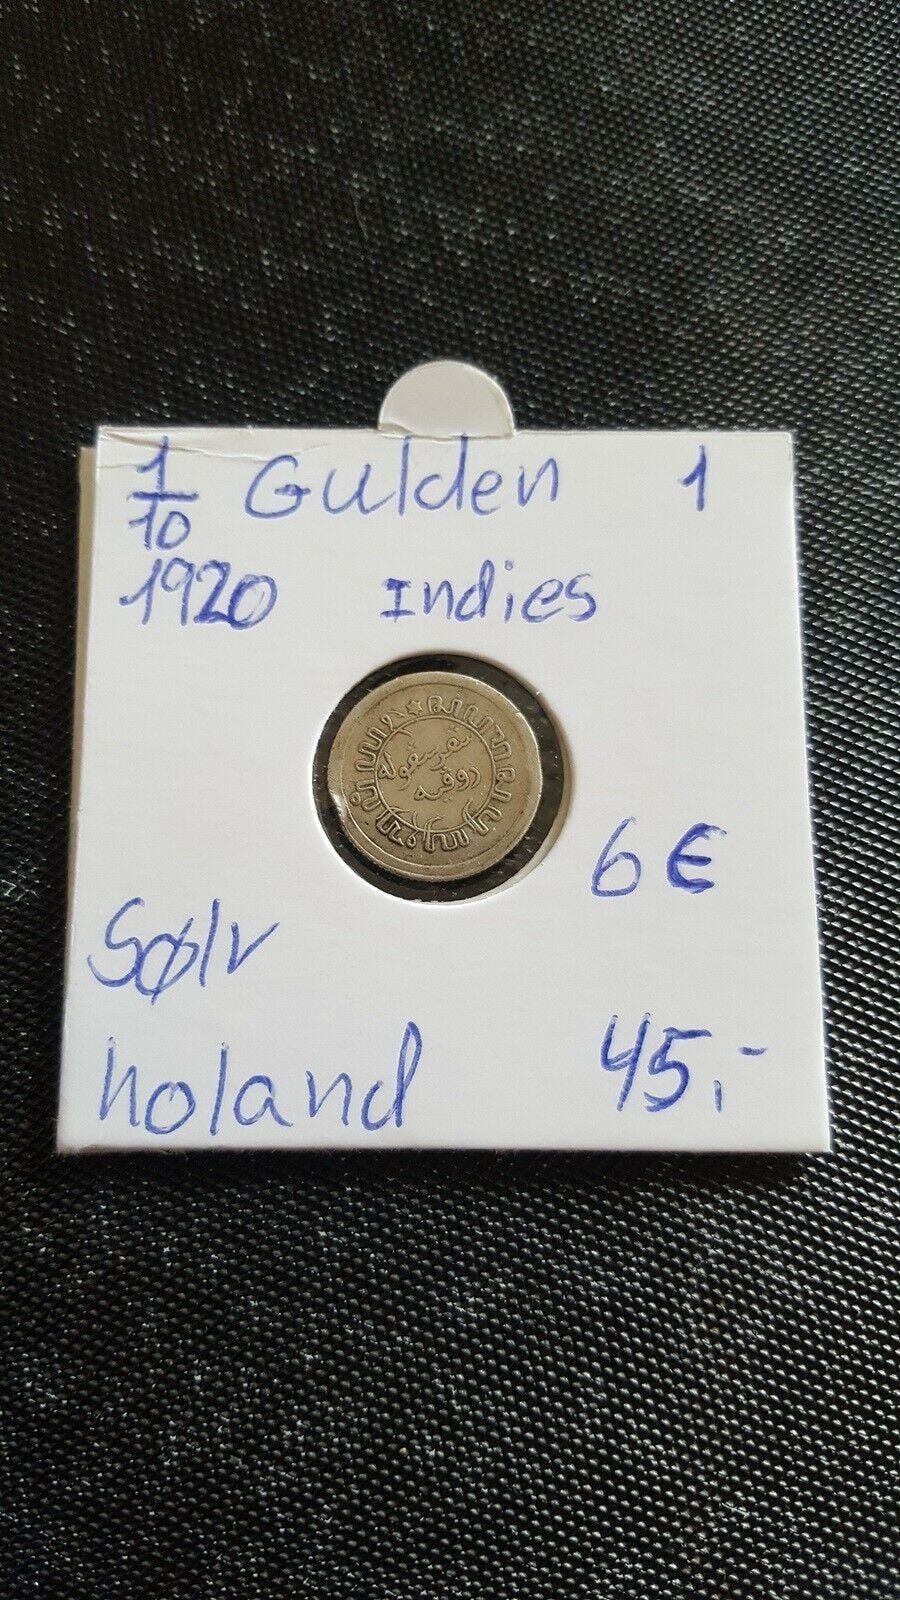 1/10 Gulden 1
1920 Indies
6€
Sølv
holand 45,-